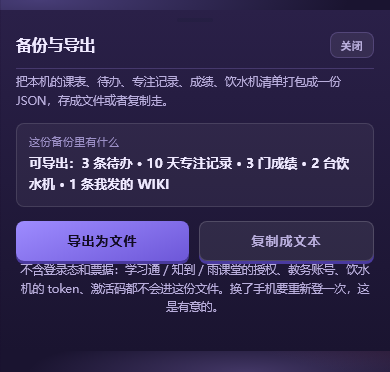 备份与导出
关闭
把本机的课表、待办、专注记录、成绩、饮水机清单打包成一份
JSON，存成文件或者复制走。
这份备份里有什么
可导出：3 条待办 • 10 天专注记录 • 3 门成绩 • 2 台饮
水机 • 1 条我发的 WIKI
导出为文件
复制成文本
不含登录态和票据：学习通 / 知到 / 雨课堂的授权、教务账号、饮水
机的 token、激活码都不会进这份文件。换了手机要重新登一次，这
是有意的。